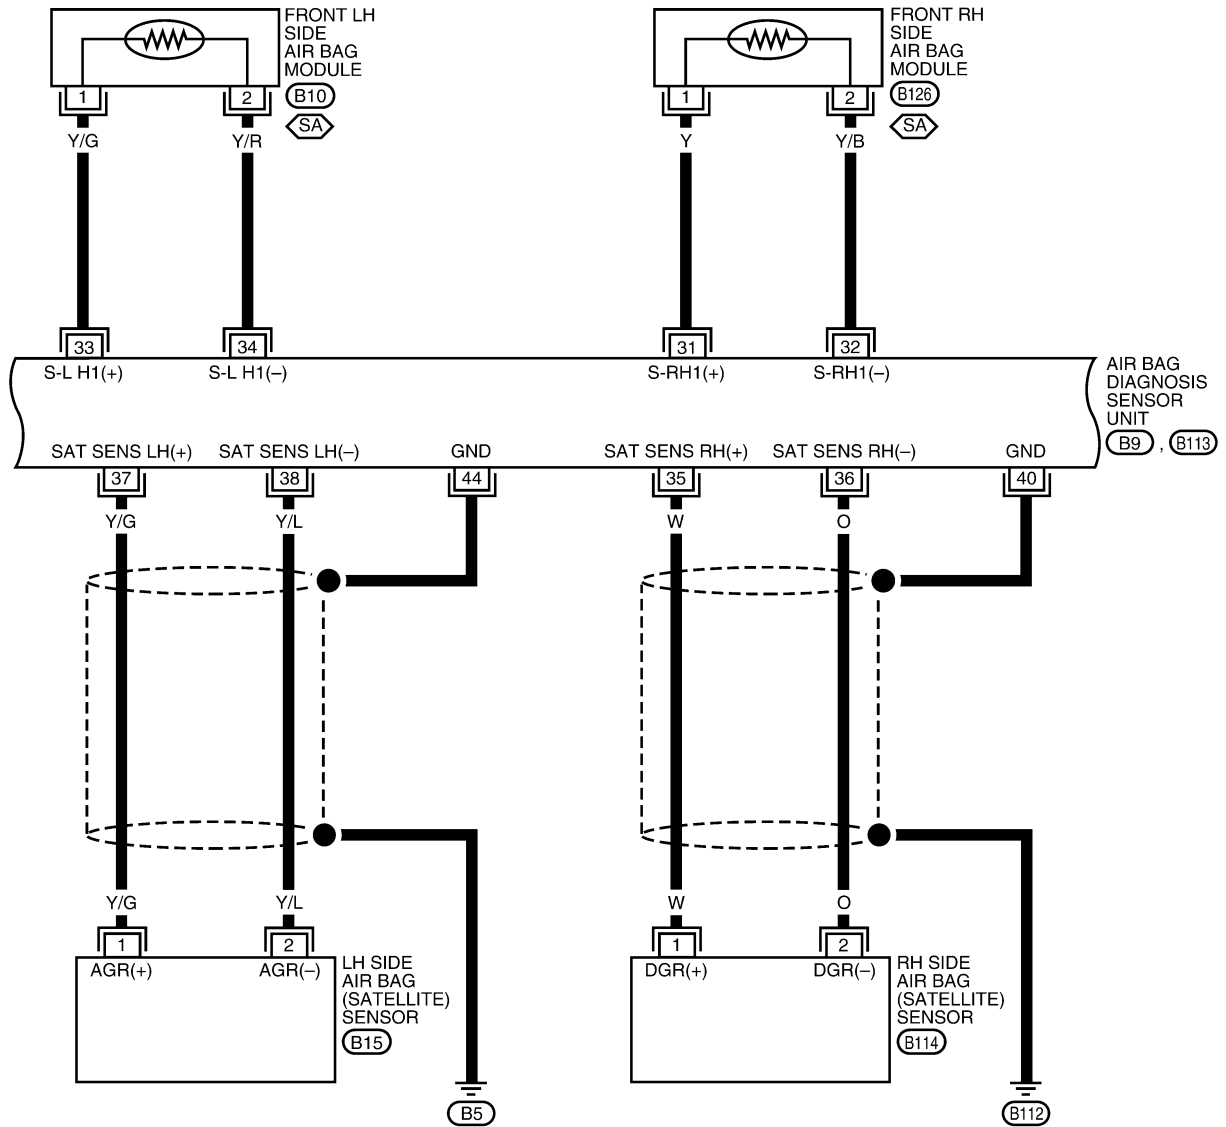 FRONT LH
SIDE
AIR BAG
MODULE
B10
SA
1
2
Y/G
Y/R
FRONT RH
SIDE
AIR BAG
MODULE
B126
SA
1
2
Y
Y/B
33
34
31
32
S-L H1(+)
S-L H1(–)
S-RH1(+)
S-RH1(–)
AIR BAG
DIAGNOSIS
SENSOR
UNIT
B9 , B113
SAT SENS LH(+)
SAT SENS LH(–)
GND
SAT SENS RH(+)
SAT SENS RH(–)
GND
37
38
44
35
36
40
Y/G
Y/L
W
O
Y/G
Y/L
W
O
1
2
1
2
AGR(+)
AGR(–)
LH SIDE
AIR BAG
(SATELLITE)
SENSOR
B15
DGR(+)
DGR(–)
RH SIDE
AIR BAG
(SATELLITE)
SENSOR
B114
B5
B112